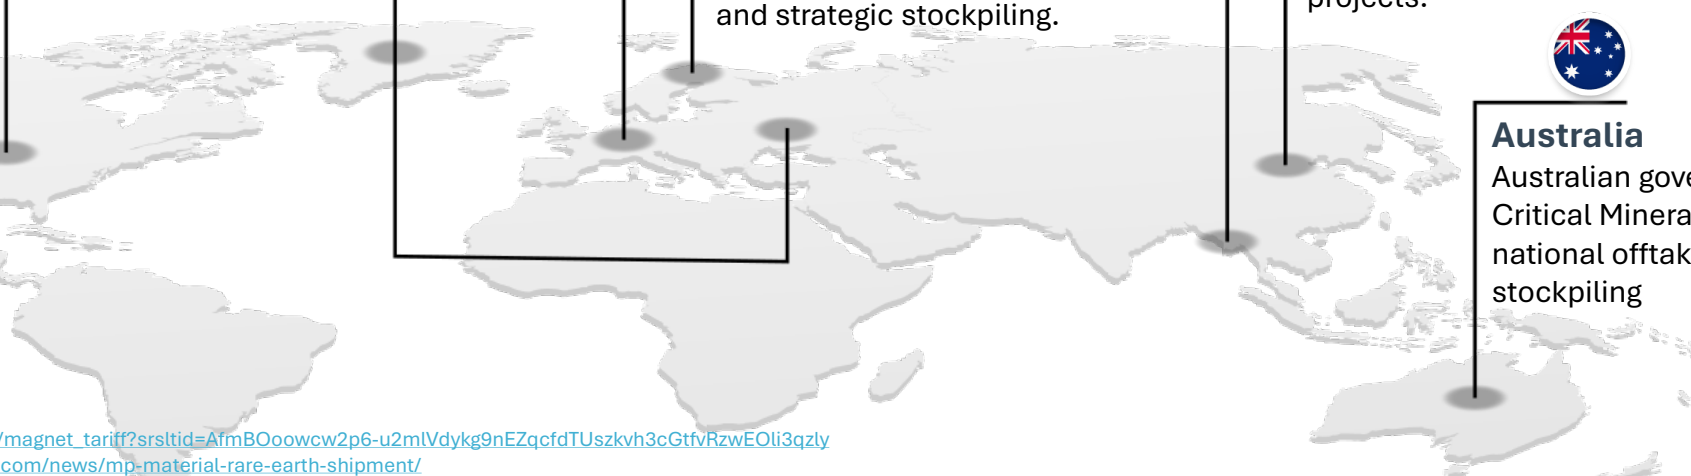 and strategic stockpiling.
projects.
Australia
Australian gove
Critical Minera
national offtak
stockpiling
/magnet_tariff?srsltid=AfmBOoowcw2p6-u2mlVdykg9nEZqcfdTUszkvh3cGtfvRzwEOli3qzly
com/news/mp-material-rare-earth-shipment/